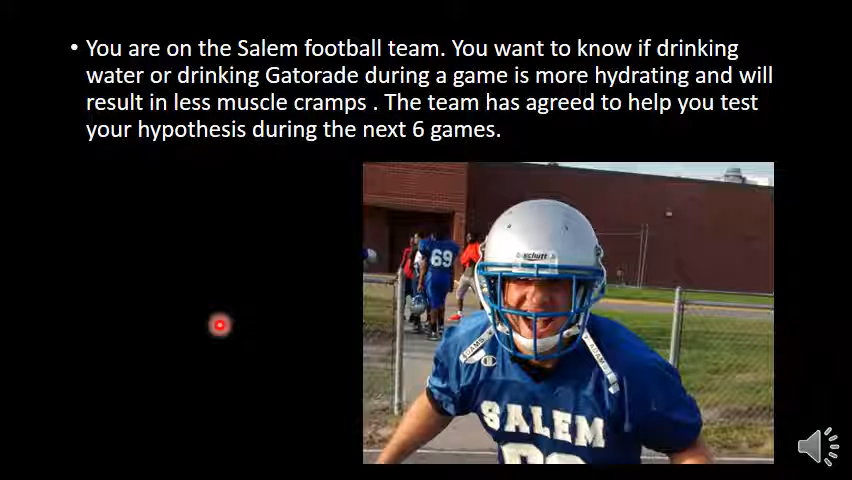 • You are on the Salem football team. You want to know if drinking
water or drinking Gatorade during a game is more hydrating and will
result in less muscle cramps . The team has agreed to help you test
your hypothesis during the next 6 games.
69
schutt
ADAMS
ADAMS
SALEM